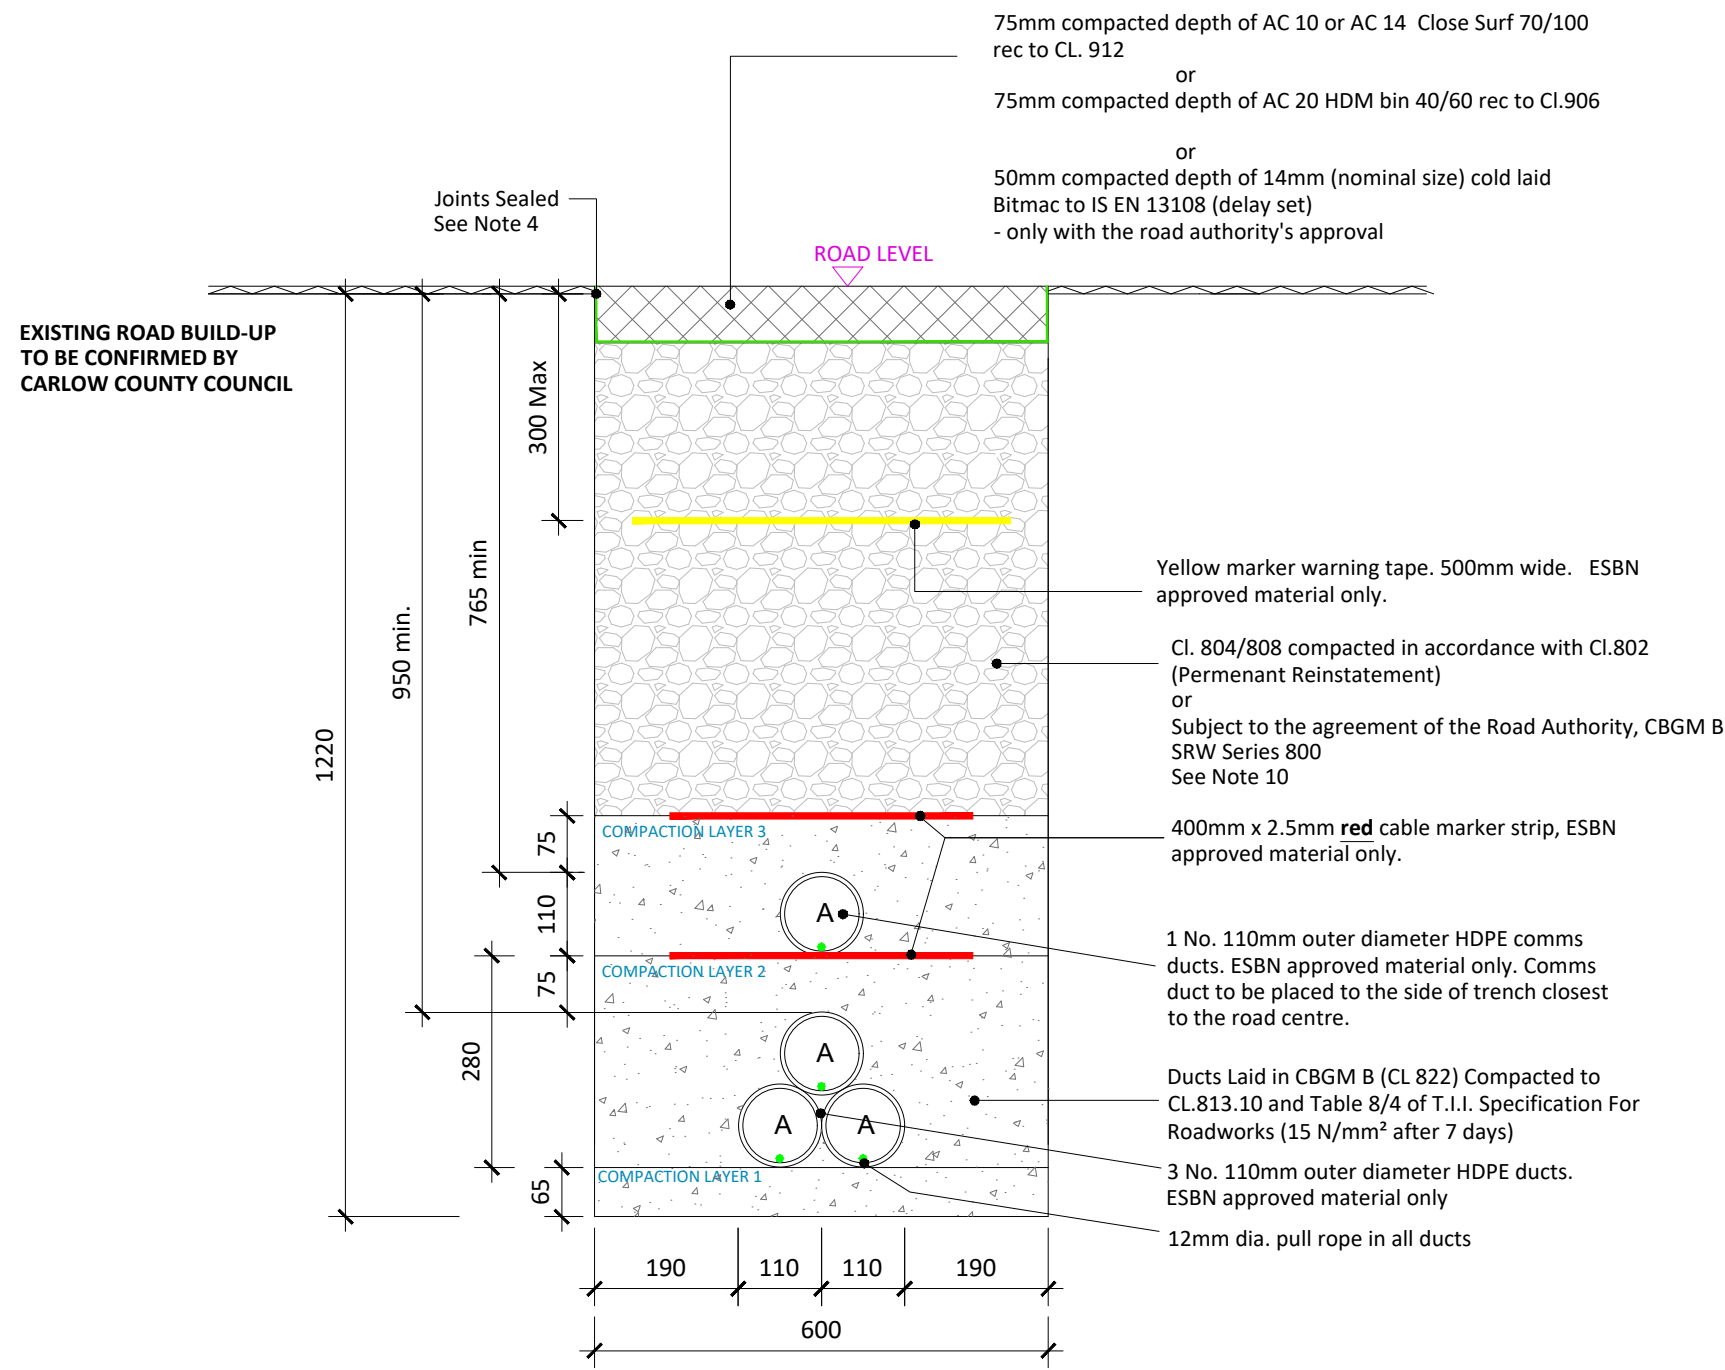 75mm compacted depth of AC 10 or AC 14 Close Surf 70/100
rec to CL. 912
or
75mm compacted depth of AC 20 HDM bin 40/60 rec to Cl.906
or
50mm compacted depth of 14mm (nominal size) cold laid
Bitmac to IS EN 13108 (delay set)
- only with the road authority's approval
Joints Sealed
See Note 4
ROAD LEVEL
EXISTING ROAD BUILD-UP
TO BE CONFIRMED BY
CARLOW COUNTY COUNCIL
300 Max
765 min
950 min.
1220
Yellow marker warning tape. 500mm wide. ESBN
approved material only.
Cl. 804/808 compacted in accordance with Cl.802
(Permenant Reinstatement)
or
Subject to the agreement of the Road Authority, CBGM B
SRW Series 800
See Note 10
COMPACTION LAYER 3
75
400mm x 2.5mm red cable marker strip, ESBN
approved material only.
110
A
COMPACTION LAYER 2
75
1 No. 110mm outer diameter HDPE comms
ducts. ESBN approved material only. Comms
duct to be placed to the side of trench closest
to the road centre.
280
A
A
A
Ducts Laid in CBGM B (CL 822) Compacted to
CL.813.10 and Table 8/4 of T.I.I. Specification For
Roadworks (15 N/mm² after 7 days)
COMPACTION LAYER 1
65
3 No. 110mm outer diameter HDPE ducts.
ESBN approved material only
12mm dia. pull rope in all ducts
190
110
110
190
600